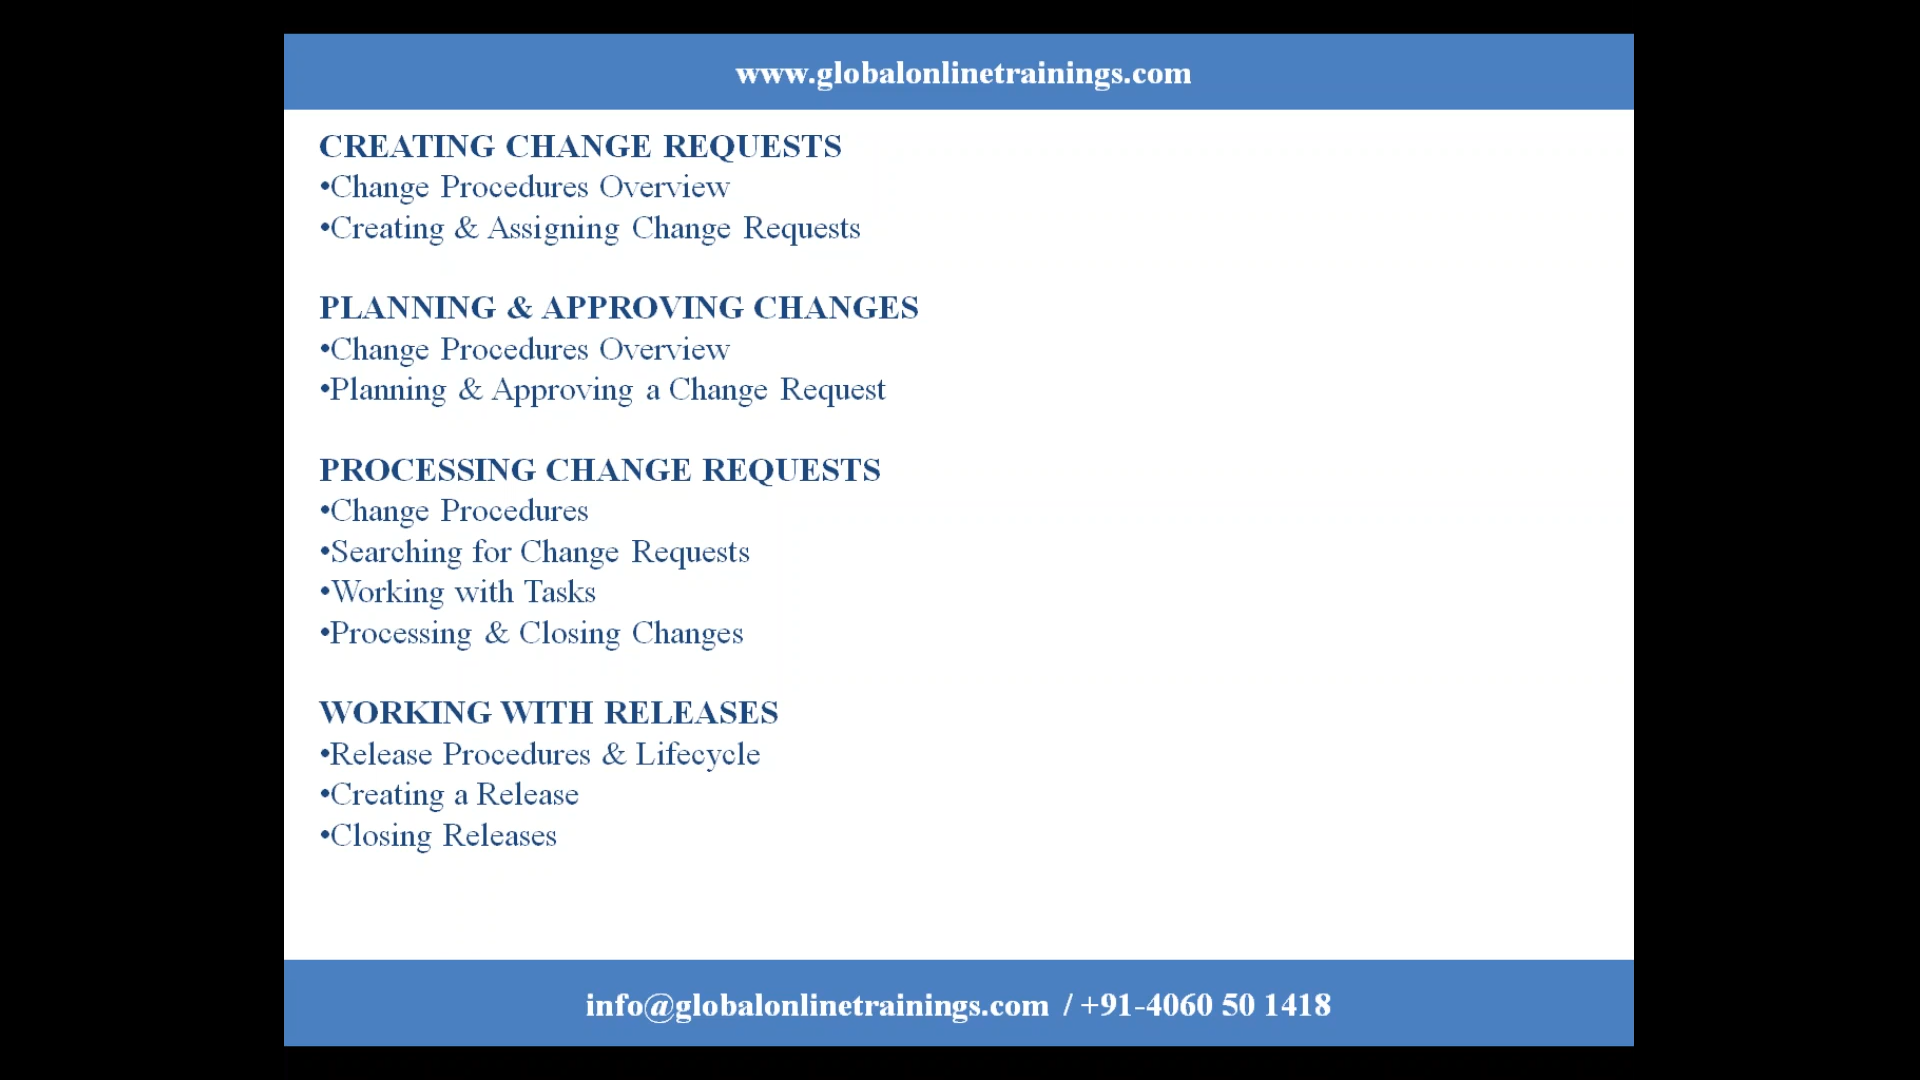 www.globalonlinetrainings.com
CREATING CHANGE REQUESTS
•Change Procedures Overview
•Creating & Assigning Change Requests
PLANNING & APPROVING CHANGES
•Change Procedures Overview
•Planning & Approving a Change Request
PROCESSING CHANGE REQUESTS
•Change Procedures
•Searching for Change Requests
•Working with Tasks
•Processing & Closing Changes
WORKING WITH RELEASES
•Release Procedures & Lifecycle
•Creating a Release
•Closing Releases
info@globalonlinetrainings.com / +91-4060 50 1418